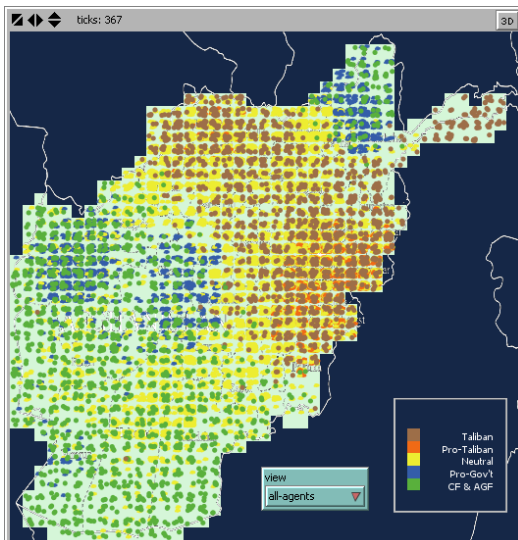 ticks: 367
3D
Taliban
Pro-Taliban
Neutral
Pro-Gov't
CF & AGF
view
all-agents